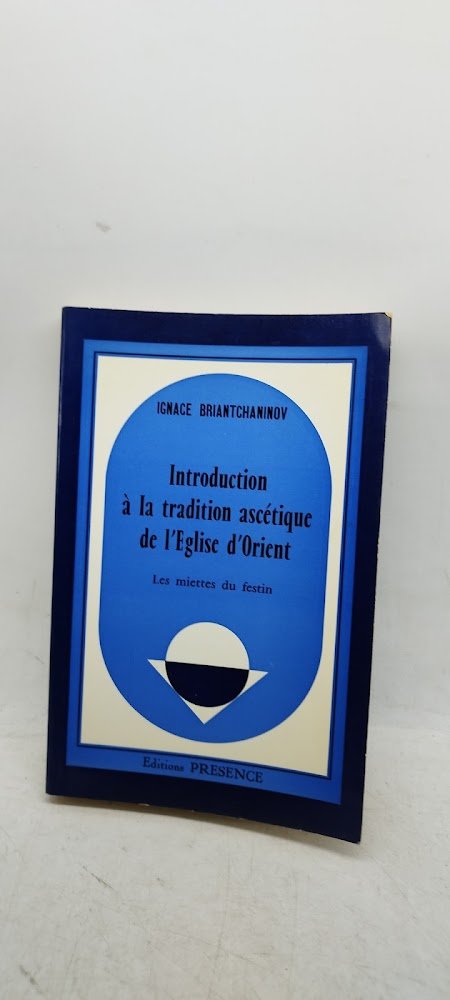 IGNACE BRIANTCHANINOV
Introduction
à la tradition ascétique
de l'Eglise d'Orient
Les miettes du festin
Editions PRESENCE